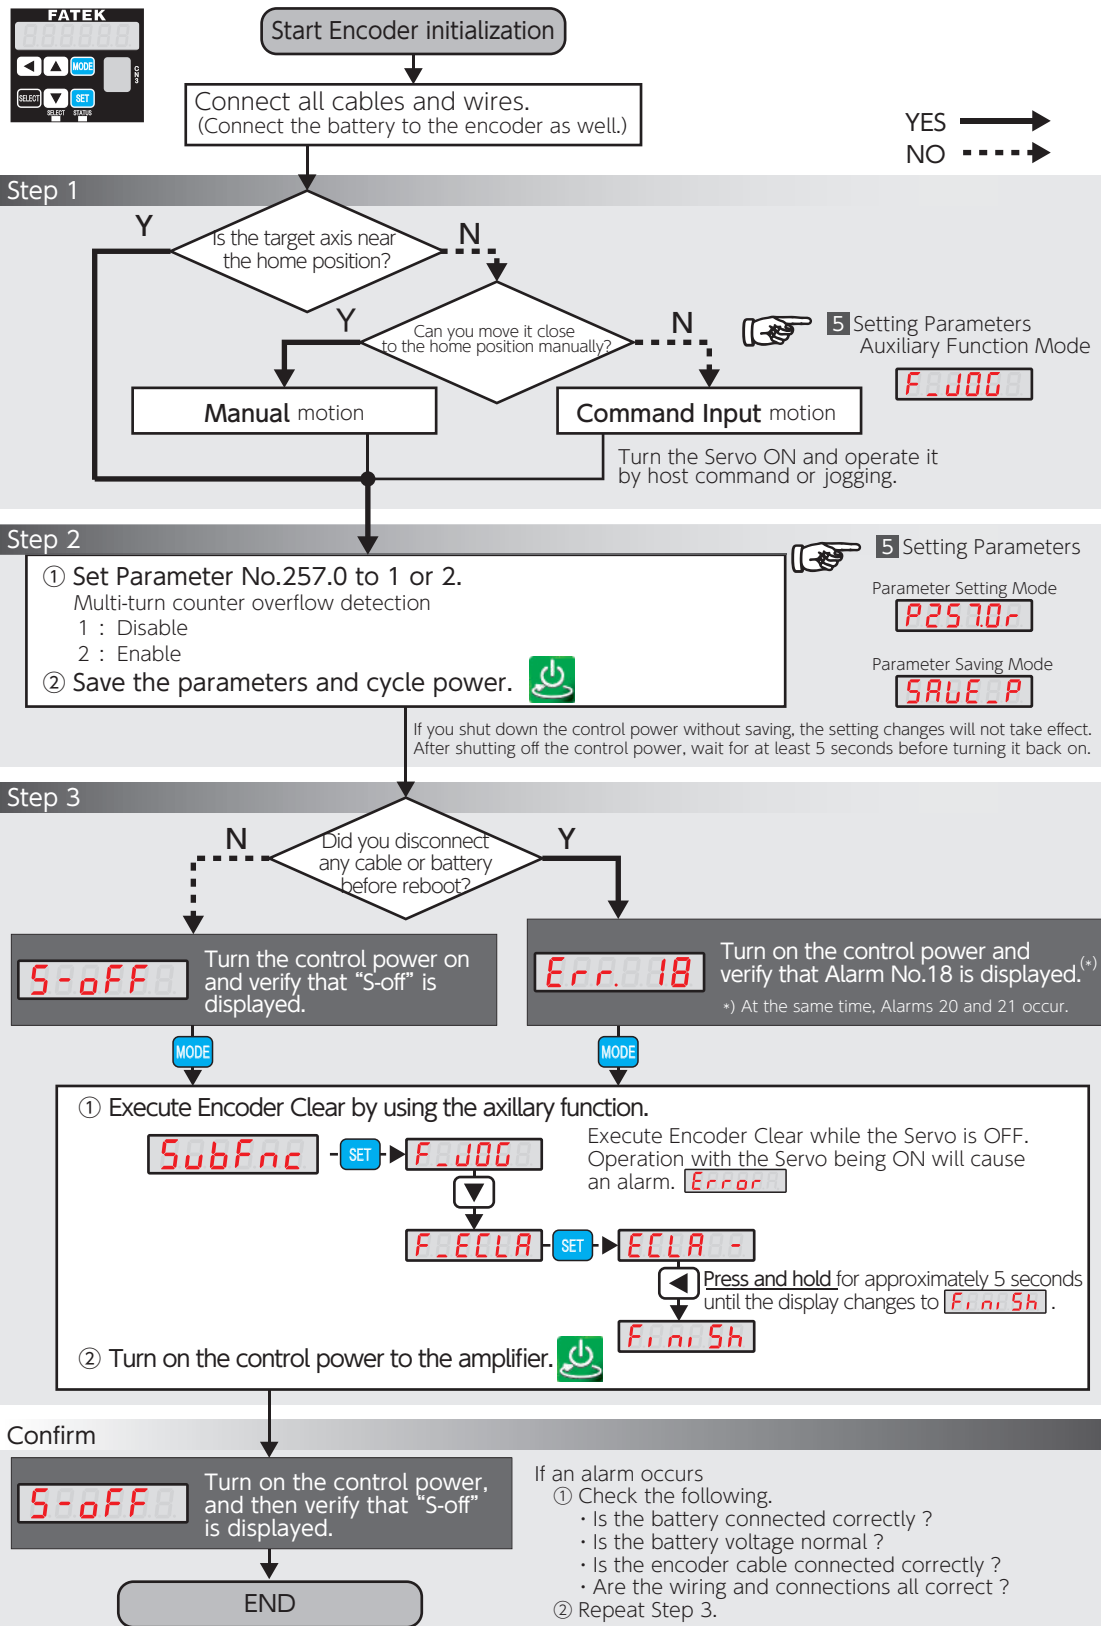 FATEK
MODE
CN3
SELECT
SET
SELECT STATUS
Start Encoder initialization
Connect all cables and wires.
(Connect the battery to the encoder as well.)
YES
NO
Step 1
Y
Is the target axis near
the home position?
N
Y
Can you move it close
to the home position manually?
N
5 Setting Parameters
Auxiliary Function Mode
F_JOG
Manual motion
Command Input motion
Turn the Servo ON and operate it
by host command or jogging.
Step 2
① Set Parameter No.257.0 to 1 or 2.
Multi-turn counter overflow detection
1 : Disable
2 : Enable
② Save the parameters and cycle power.
5 Setting Parameters
Parameter Setting Mode
P257.0r
Parameter Saving Mode
SAVE_P
If you shut down the control power without saving, the setting changes will not take effect.
After shutting off the control power, wait for at least 5 seconds before turning it back on.
Step 3
N
Did you disconnect
any cable or battery
before reboot?
Y
S-oFF
Turn the control power on
and verify that “S-off” is
displayed.
Err. 18
Turn on the control power and
verify that Alarm No.18 is displayed.(*)
*) At the same time, Alarms 20 and 21 occur.
MODE
MODE
① Execute Encoder Clear by using the axillary function.
SubFnc
SET
F_JOG
Execute Encoder Clear while the Servo is OFF.
Operation with the Servo being ON will cause
an alarm. Error
F_ECLR
SET
ECLR -
Press and hold for approximately 5 seconds
until the display changes to FiniSh .
FiniSh
② Turn on the control power to the amplifier.
Confirm
S-oFF
Turn on the control power,
and then verify that “S-off”
is displayed.
END
If an alarm occurs
① Check the following.
・Is the battery connected correctly ?
・Is the battery voltage normal ?
・Is the encoder cable connected correctly ?
・Are the wiring and connections all correct ?
② Repeat Step 3.